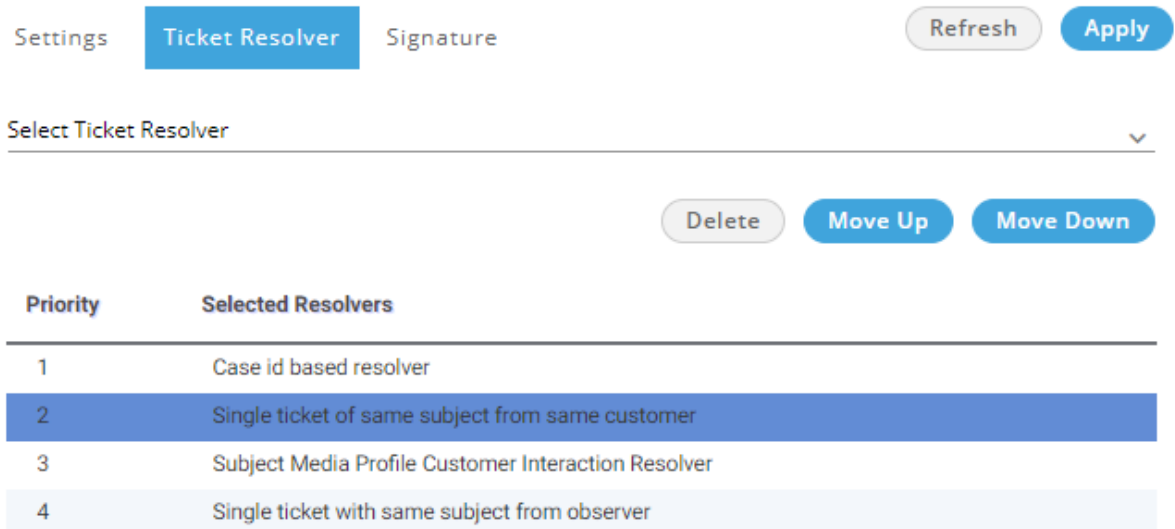 Settings Ticket Resolver Signature Refresh Apply
Select Ticket Resolver
Delete Move Up Move Down
Priority Selected Resolvers
1 Case id based resolver
2 Single ticket of same subject from same customer
3 Subject Media Profile Customer Interaction Resolver
4 Single ticket with same subject from observer